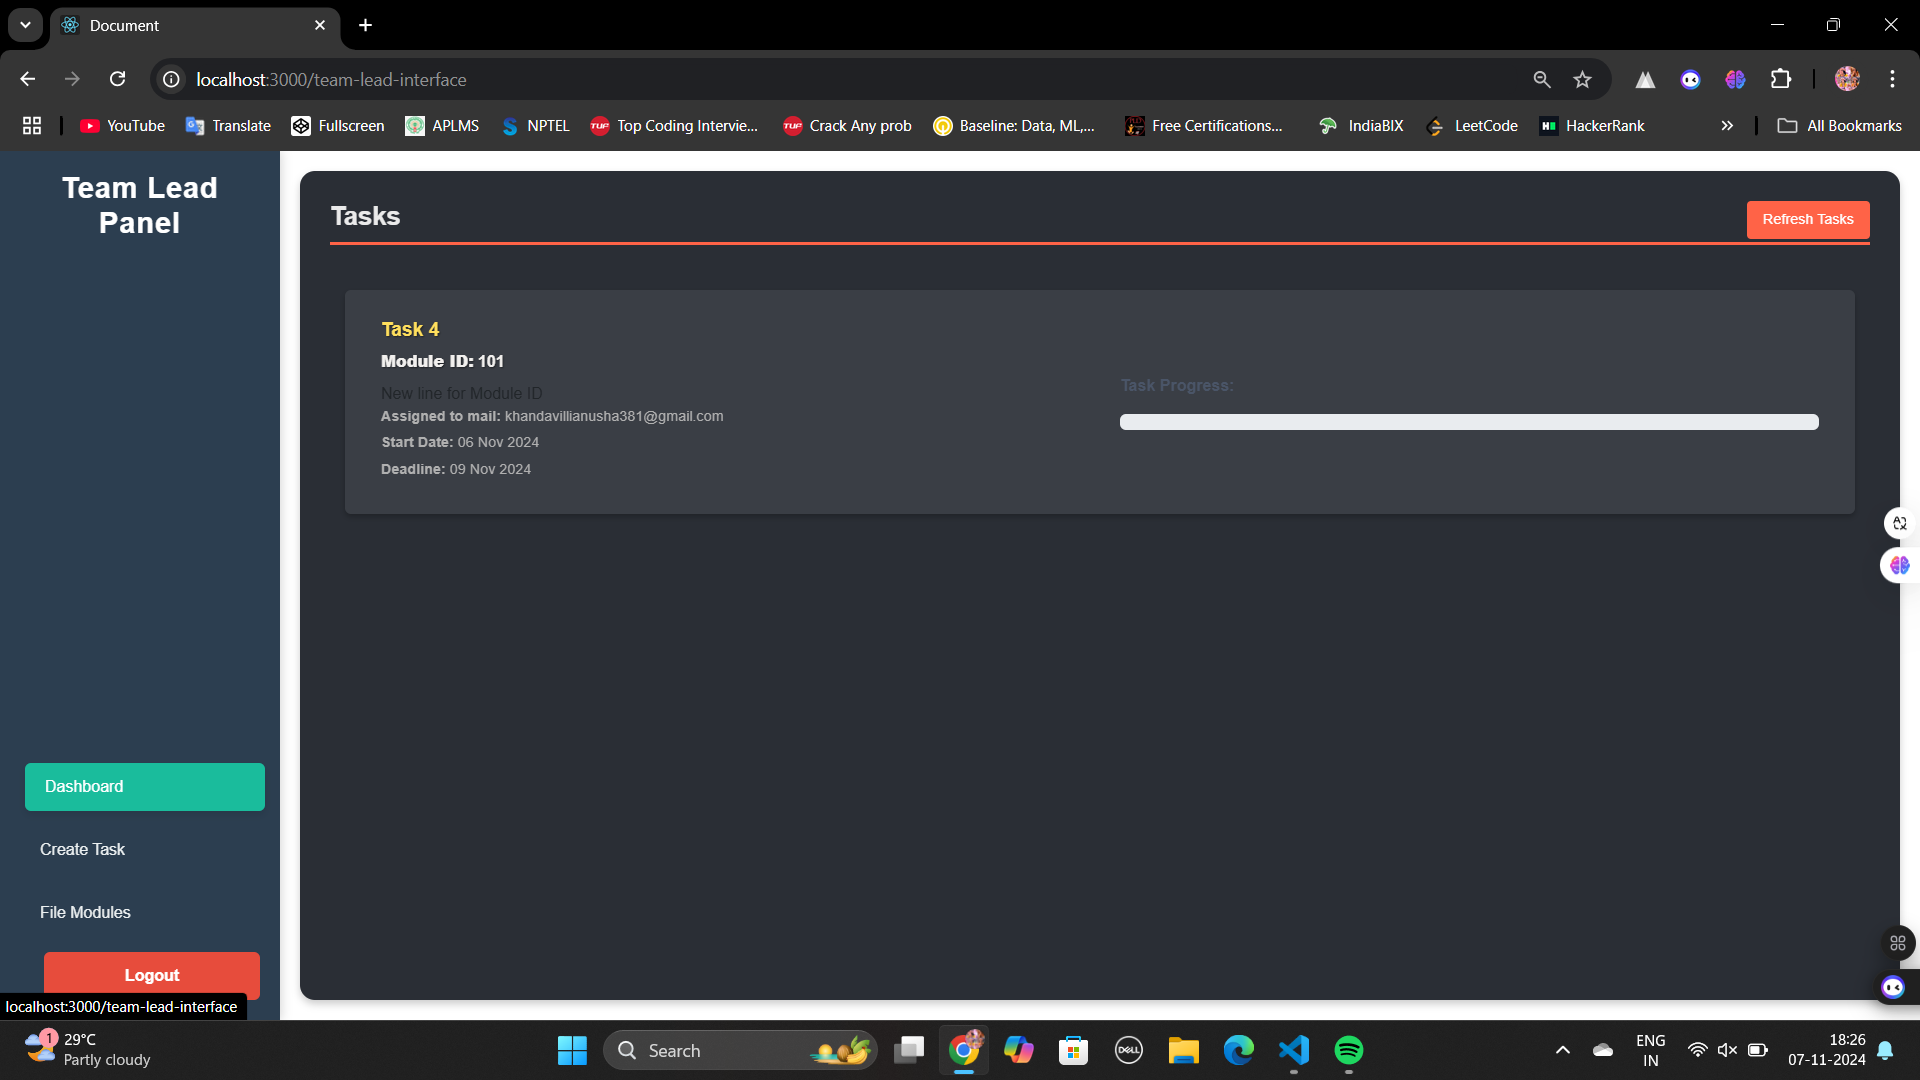 Document
localhost:3000/team-lead-interface
YouTube
Translate
Fullscreen
APLMS
NPTEL
TUF Top Coding Intervie...
TUF Crack Any prob
Baseline: Data, ML,...
Free Certifications...
IndiaBIX
LeetCode
HackerRank
All Bookmarks
Team Lead
Panel
Tasks
Refresh Tasks
Task 4
Module ID: 101
New line for Module ID
Assigned to mail: khandavillianusha381@gmail.com
Start Date: 06 Nov 2024
Deadline: 09 Nov 2024
Task Progress:
Dashboard
Create Task
File Modules
Logout
localhost:3000/team-lead-interface
1
29°C
Partly cloudy
Search
DELL
ENG
IN
18:26
07-11-2024